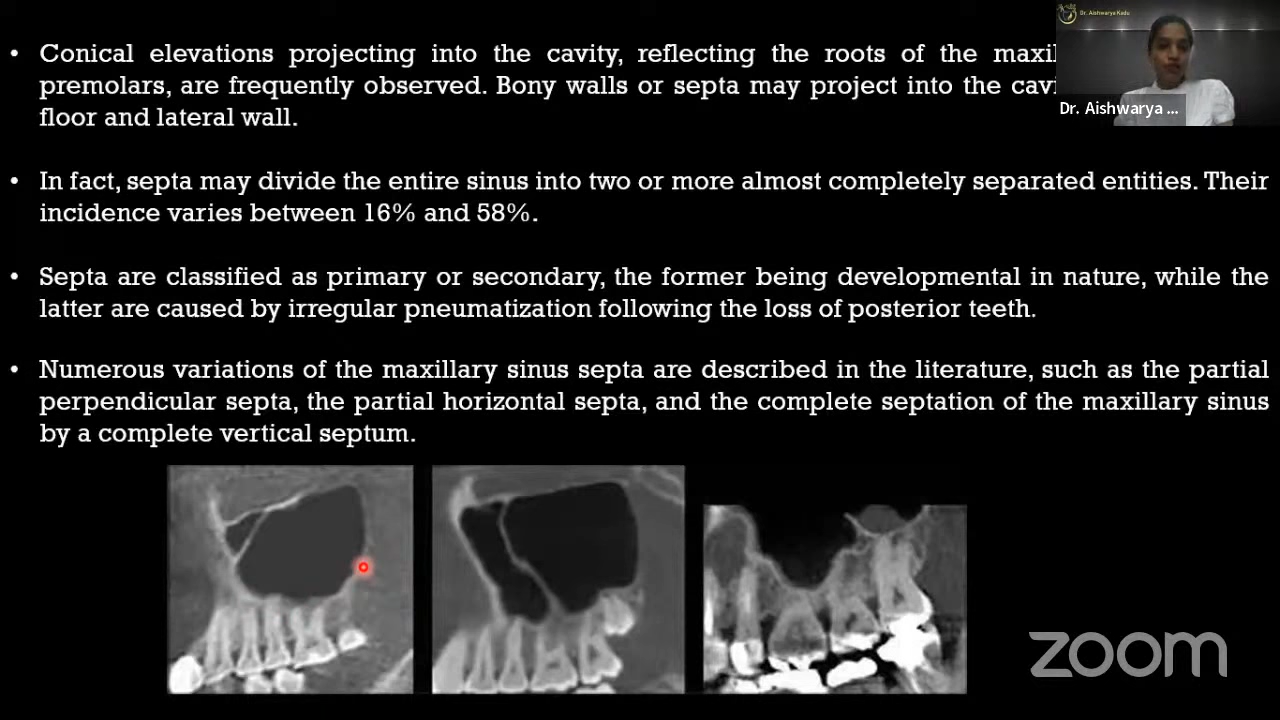 Conical elevations projecting into the cavity, reflecting the roots of the
premolars, are frequently observed. Bony walls or septa may project into the
floor and lateral wall.
In fact, septa may divide the entire sinus into two or more almost completely separated entities. Their
incidence varies between 16% and 58%.
Septa are classified as primary or secondary, the former being developmental in nature, while the
latter are caused by irregular pneumatization following the loss of posterior teeth.
Numerous variations of the maxillary sinus septa are described in the literature, such as the partial
perpendicular septa, the partial horizontal septa, and the complete septation of the maxillary sinus
by a complete vertical septum.
Dr. Aishwarya Kadu
Dr. Aishwarya ...
zoom